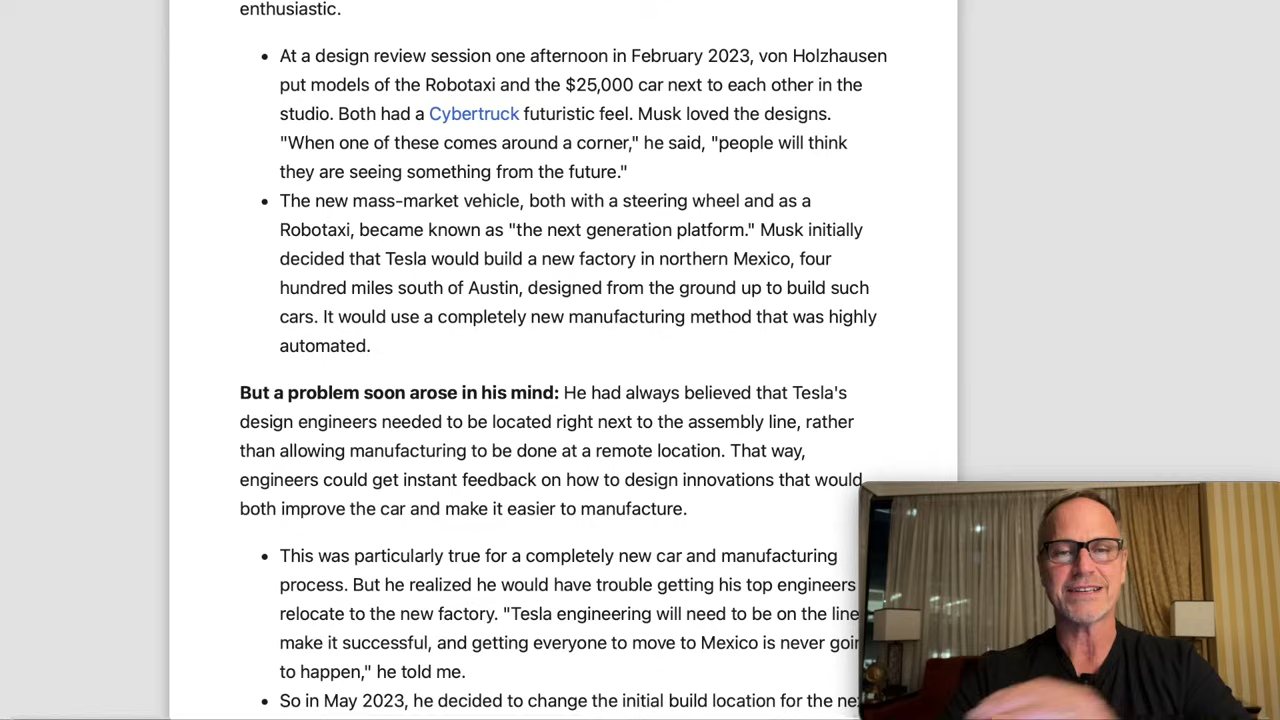 enthusiastic.
• At a design review session one afternoon in February 2023, von Holzhausen
put models of the Robotaxi and the $25,000 car next to each other in the
studio. Both had a Cybertruck futuristic feel. Musk loved the designs.
"When one of these comes around a corner," he said, "people will think
they are seeing something from the future."
• The new mass-market vehicle, both with a steering wheel and as a
Robotaxi, became known as "the next generation platform." Musk initially
decided that Tesla would build a new factory in northern Mexico, four
hundred miles south of Austin, designed from the ground up to build such
cars. It would use a completely new manufacturing method that was highly
automated.
But a problem soon arose in his mind: He had always believed that Tesla's
design engineers needed to be located right next to the assembly line, rather
than allowing manufacturing to be done at a remote location. That way,
engineers could get instant feedback on how to design innovations that would
both improve the car and make it easier to manufacture.
• This was particularly true for a completely new car and manufacturing
process. But he realized he would have trouble getting his top engineers
relocate to the new factory. "Tesla engineering will need to be on the line
make it successful, and getting everyone to move to Mexico is never
to happen," he told me.
• So in May 2023, he decided to change the initial build location for the